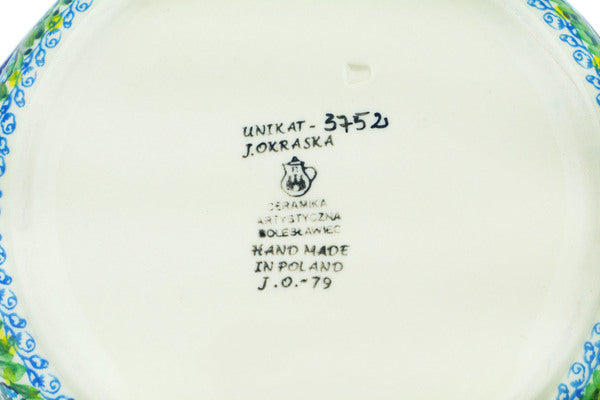 UNIKAT - 3752
J.OKRASKA
CERAMIKA
ARTYSTYCZNA
BOLESŁAWIEC
HAND MADE
IN POLAND
J.O.-79